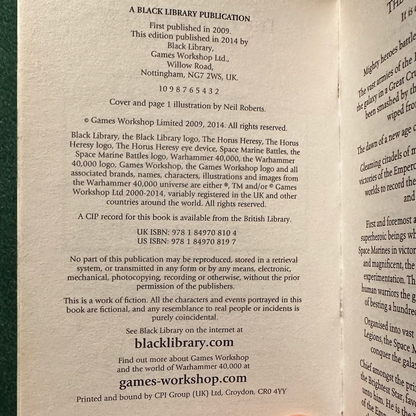 A BLACK LIBRARY PUBLICATION
First published in 2009.
This edition published in 2014 by
Black Library,
Games Workshop Ltd.,
Willow Road,
Nottingham, NG7 2WS, UK.
10 9 8 7 6 5 4 3 2
Cover and page 1 illustration by Neil Roberts.
© Games Workshop Limited 2009, 2014. All rights reserved.
Black Library, the Black Library logo, The Horus Heresy, The Horus
Heresy logo, The Horus Heresy eye device, Space Marine Battles, the
Space Marine Battles logo, Warhammer 40,000, the Warhammer
40,000 logo, Games Workshop, the Games Workshop logo and all
associated brands, names, characters, illustrations and images from
the Warhammer 40,000 universe are either ®, TM and/or © Games
Workshop Ltd 2000-2014, variably registered in the UK and other
countries around the world. All rights reserved.
A CIP record for this book is available from the British Library.
UK ISBN: 978 1 84970 810 4
US ISBN: 978 1 84970 819 7
No part of this publication may be reproduced, stored in a retrieval
system, or transmitted in any form or by any means, electronic,
mechanical, photocopying, recording or otherwise, without the prior
permission of the publishers.
This is a work of fiction. All the characters and events portrayed in this
book are fictional, and any resemblance to real people or incidents is
purely coincidental.
See Black Library on the internet at
blacklibrary.com
Find out more about Games Workshop
and the world of Warhammer 40,000 at
games-workshop.com
Printed and bound by CPI Group (UK) Ltd, Croydon, CR0 4YY
THE
It is
Mighty heroes battle
The vast armies of the
the galaxy in a Great Cr
been smashed by the
wiped from
The dawn of a new age
Gleaming citadels of
victories of the Emperor
worlds to record the
and
First and foremost a
superheroic beings wh
Space Marines in victor
and magnificent, the
experimentation. Th
human warriors the g
of besting a hundred
Organised into vast
Legions, the Space M
conquer the gala
Chief amongst the pri
the Brightest Star, fav
unto him. He is